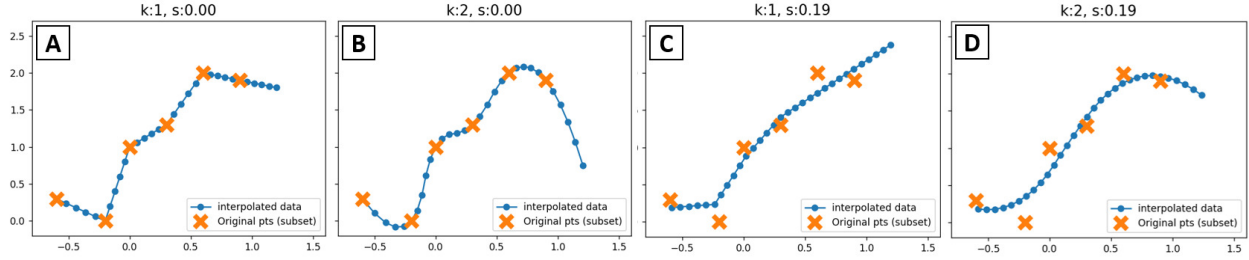 k:1, s:0.00
k:2, s:0.00
k:1, s:0.19
k:2, s:0.19
A
B
C
D
2.5
2.0
1.5
1.0
0.5
0.0
interpolated data
Original pts (subset)
interpolated data
Original pts (subset)
interpolated data
Original pts (subset)
interpolated data
Original pts (subset)
−0.5 0.0 0.5 1.0 1.5
−0.5 0.0 0.5 1.0 1.5
−0.5 0.0 0.5 1.0 1.5
−0.5 0.0 0.5 1.0 1.5